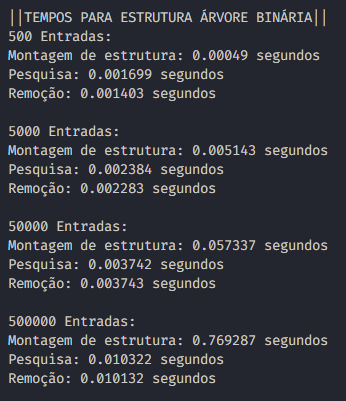 ||TEMPOS PARA ESTRUTURA ÁRVORE BINÁRIA||
500 Entradas:
Montagem de estrutura: 0.00049 segundos
Pesquisa: 0.001699 segundos
Remoção: 0.001403 segundos
5000 Entradas:
Montagem de estrutura: 0.005143 segundos
Pesquisa: 0.002384 segundos
Remoção: 0.002283 segundos
50000 Entradas:
Montagem de estrutura: 0.057337 segundos
Pesquisa: 0.003742 segundos
Remoção: 0.003743 segundos
500000 Entradas:
Montagem de estrutura: 0.769287 segundos
Pesquisa: 0.010322 segundos
Remoção: 0.010132 segundos